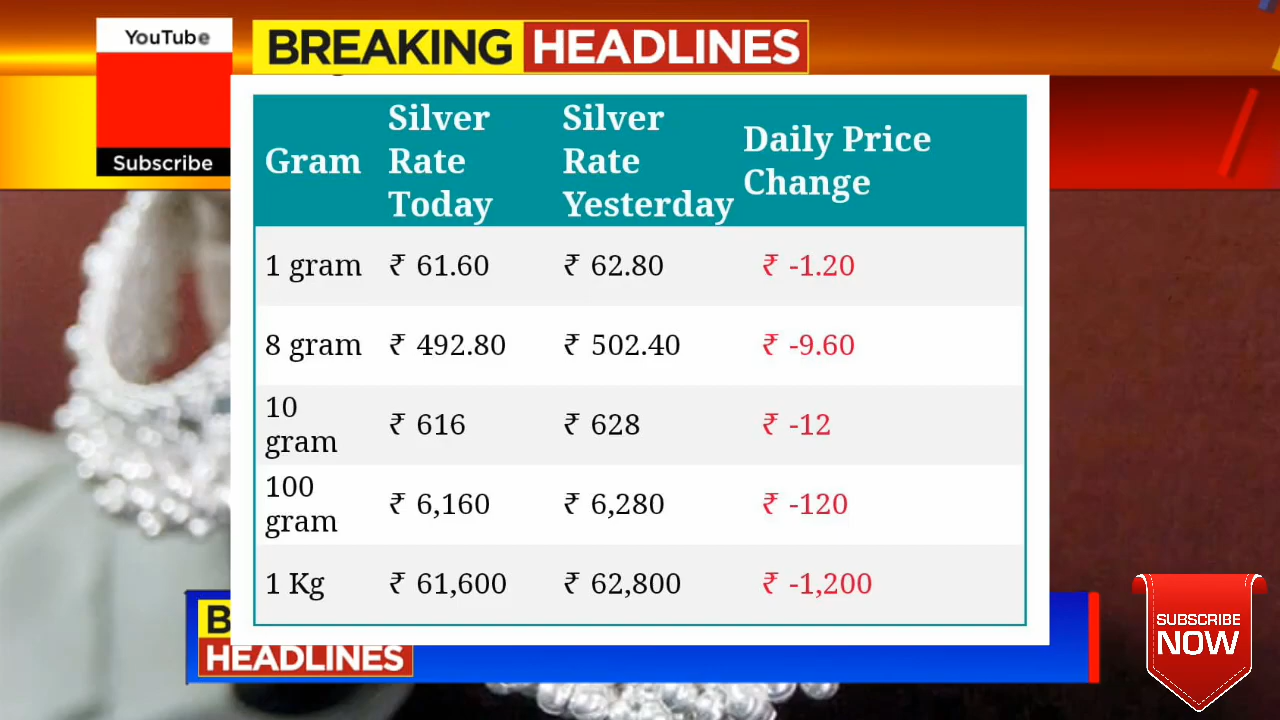 YouTube
Subscribe
BREAKING HEADLINES
Gram
Silver
Rate
Today
Silver
Rate
Yesterday
Daily Price
Change
1 gram ₹ 61.60 ₹ 62.80 ₹ -1.20
8 gram ₹ 492.80 ₹ 502.40 ₹ -9.60
10
gram ₹ 616 ₹ 628 ₹ -12
100
gram ₹ 6,160 ₹ 6,280 ₹ -120
1 Kg ₹ 61,600 ₹ 62,800 ₹ -1,200
HEADLINES
SUBSCRIBE
NOW